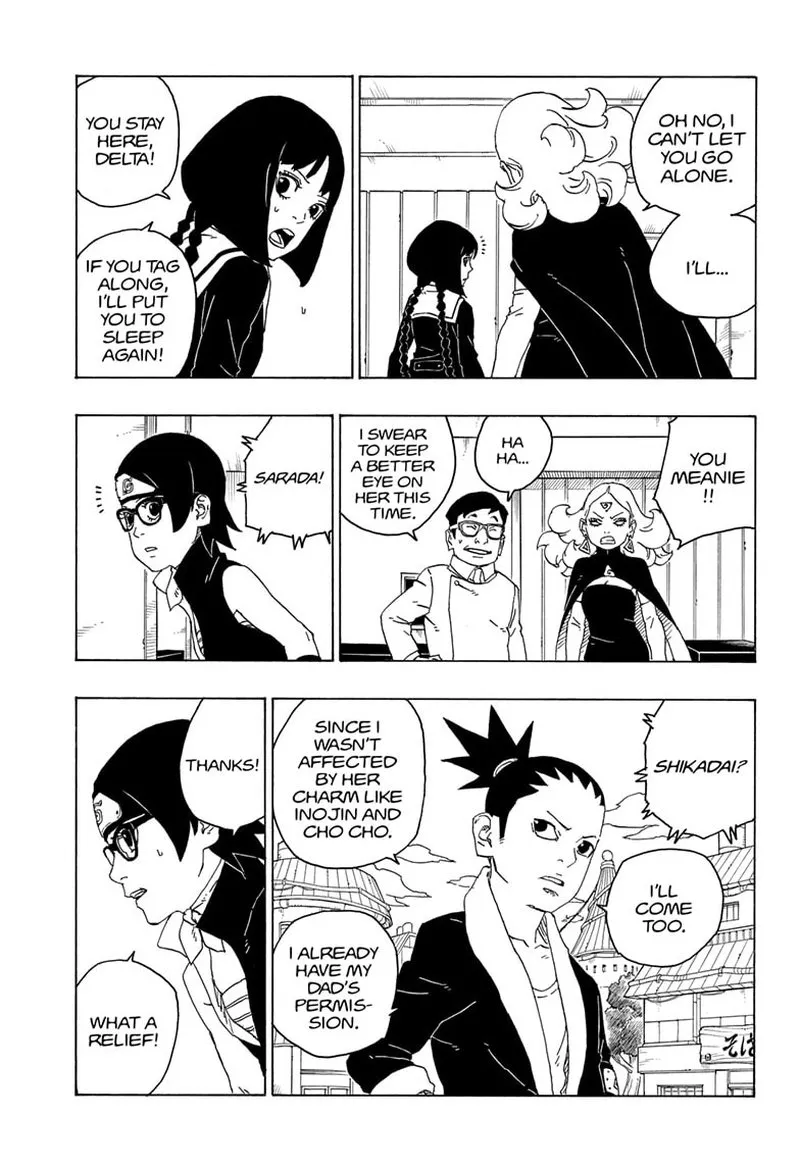 OH NO, I
CAN'T LET
YOU GO
ALONE.
I'LL...
YOU STAY
HERE,
DELTA!
IF YOU TAG
ALONG,
I'LL PUT
YOU TO
SLEEP
AGAIN!
YOU
MEANIE
!!
HA
HA...
I SWEAR
TO KEEP
A BETTER
EYE ON
HER THIS
TIME.
SARADA!
SHIKADAI?
I'LL
COME
TOO.
SINCE I
WASN'T
AFFECTED
BY HER
CHARM LIKE
INOJIN AND
CHO CHO.
I ALREADY
HAVE MY
DAD'S
PERMIS-
SION.
THANKS!
WHAT A
RELIEF!
そば